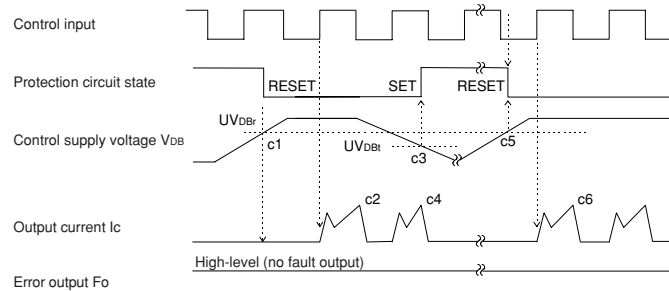 Control input
Protection circuit state
RESET
SET
RESET
UVDBr
Control supply voltage VDB
c1
UVDBt
c3
c5
c2
c4
c6
Output current Ic
High-level (no fault output)
Error output Fo